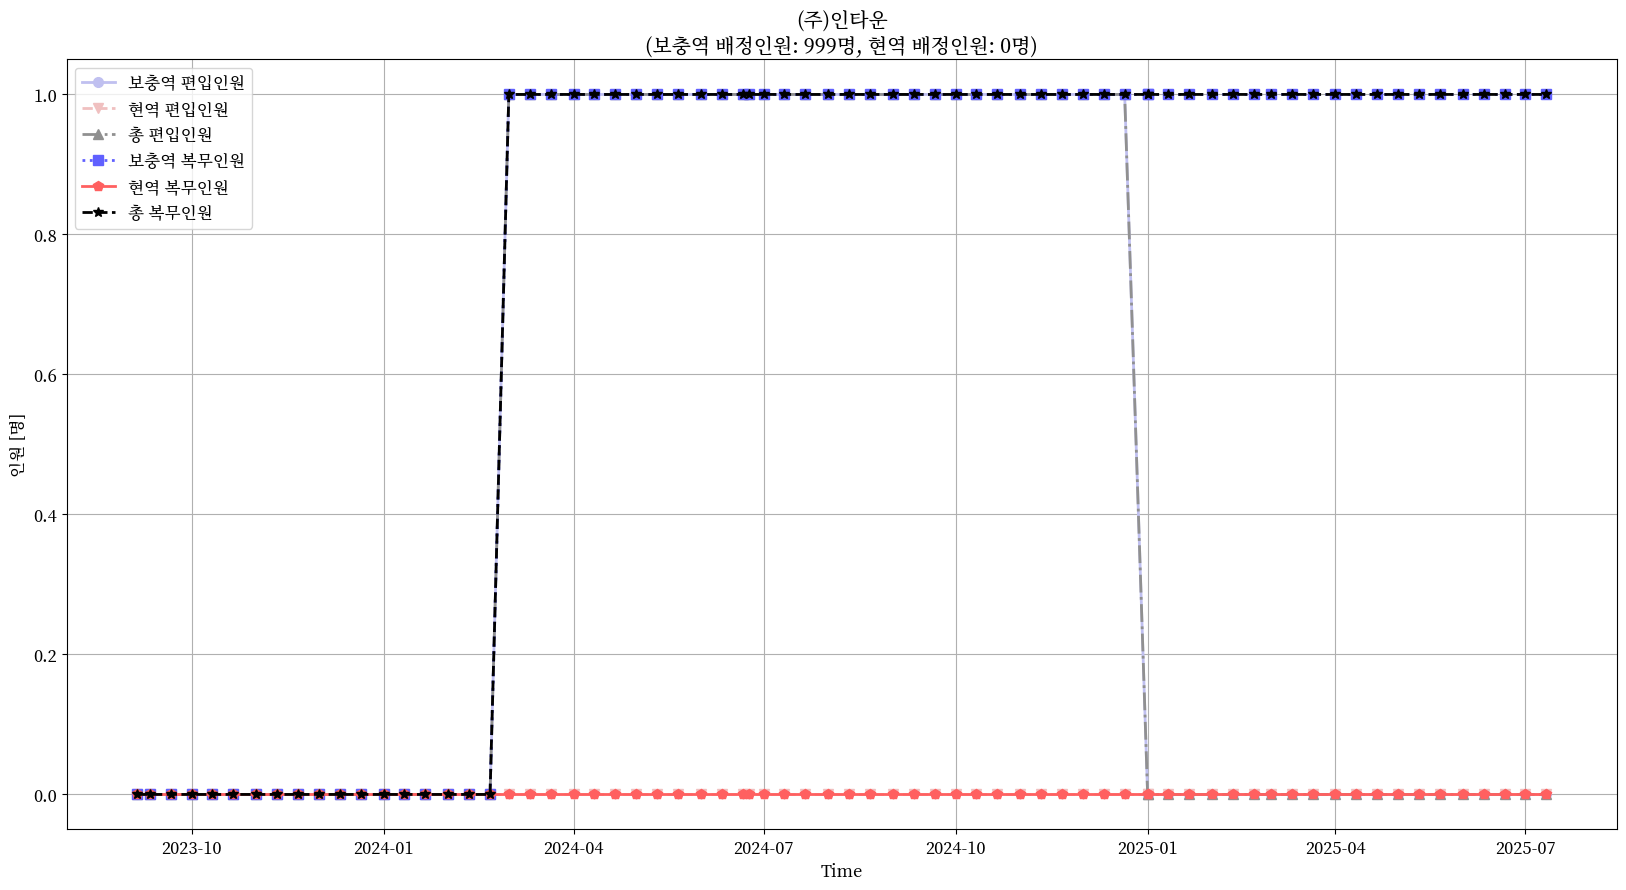 (주)인타운
(보충역 배정인원: 999명, 현역 배정인원: 0명)
보충역 편입인원
현역 편입인원
총 편입인원
보충역 복무인원
현역 복무인원
총 복무인원
1.0
0.8
0.6
0.4
0.2
0.0
인원 [명]
2023-10
2024-01
2024-04
2024-07
2024-10
2025-01
2025-04
2025-07
Time